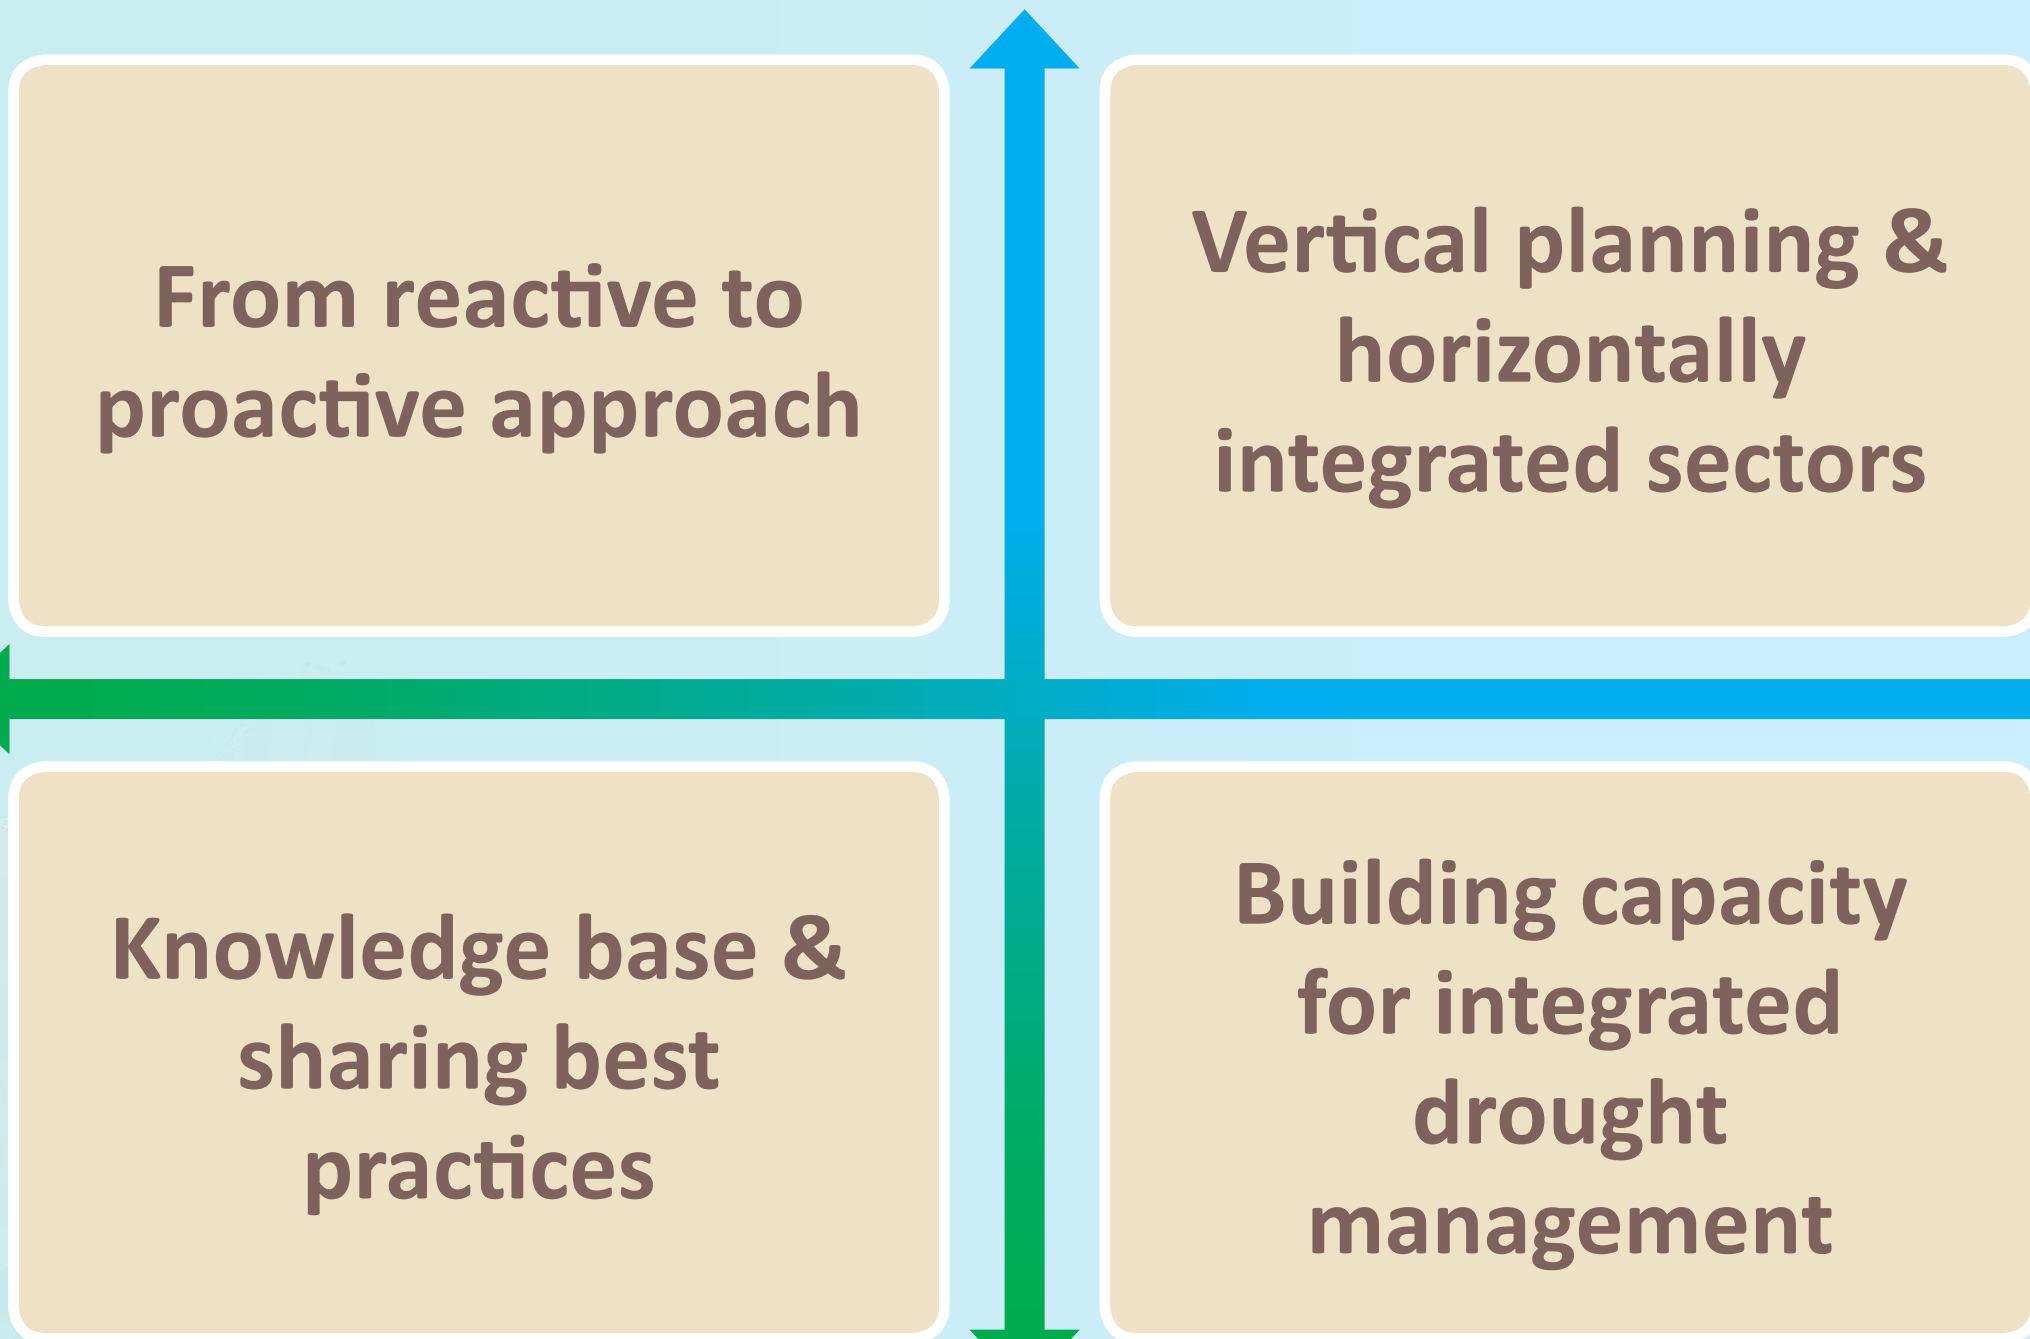 From reactive to
proactive approach
Vertical planning &
horizontally
integrated sectors
Knowledge base &
sharing best
practices
Building capacity
for integrated
drought
management